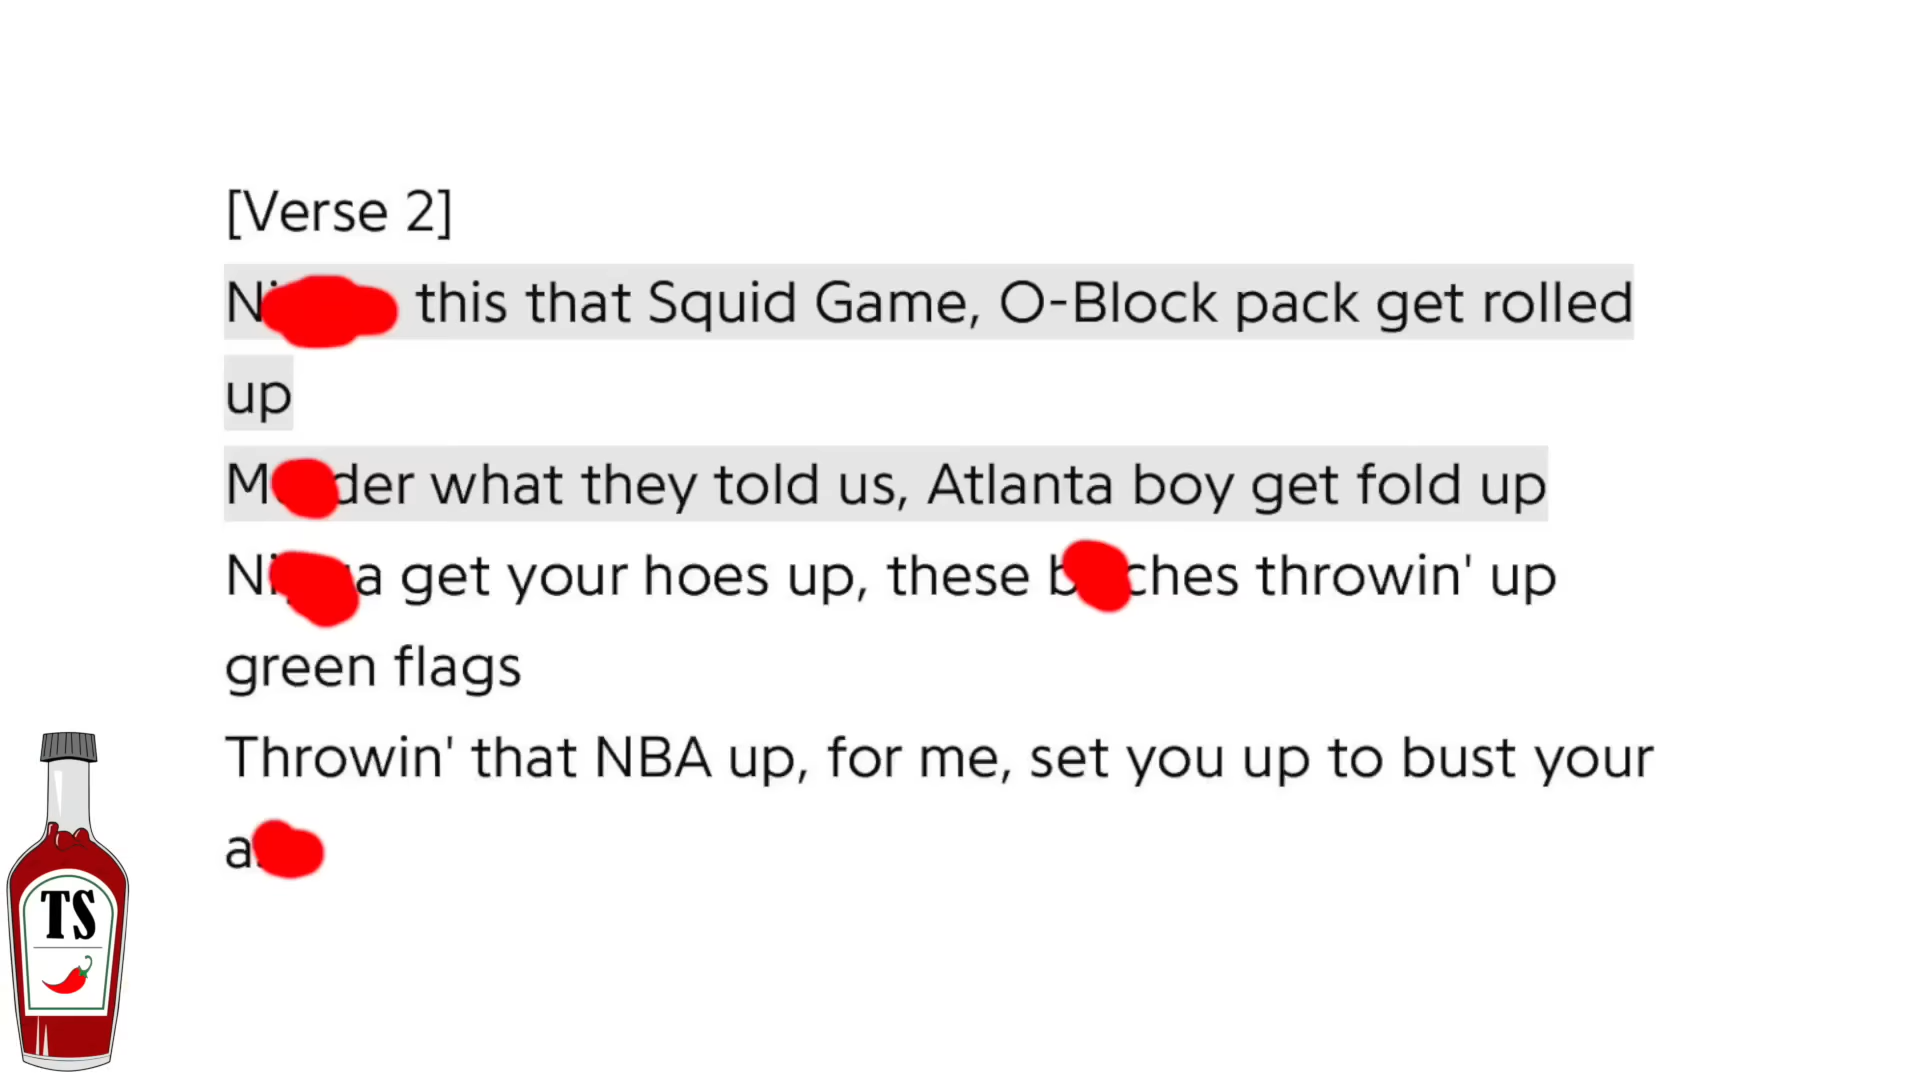 [Verse 2]
this that Squid Game, O-Block pack get rolled
up
what they told us, Atlanta boy get fold up
get your hoes up, these throwin' up
green flags
Throwin' that NBA up, for me, set you up to bust your
TS